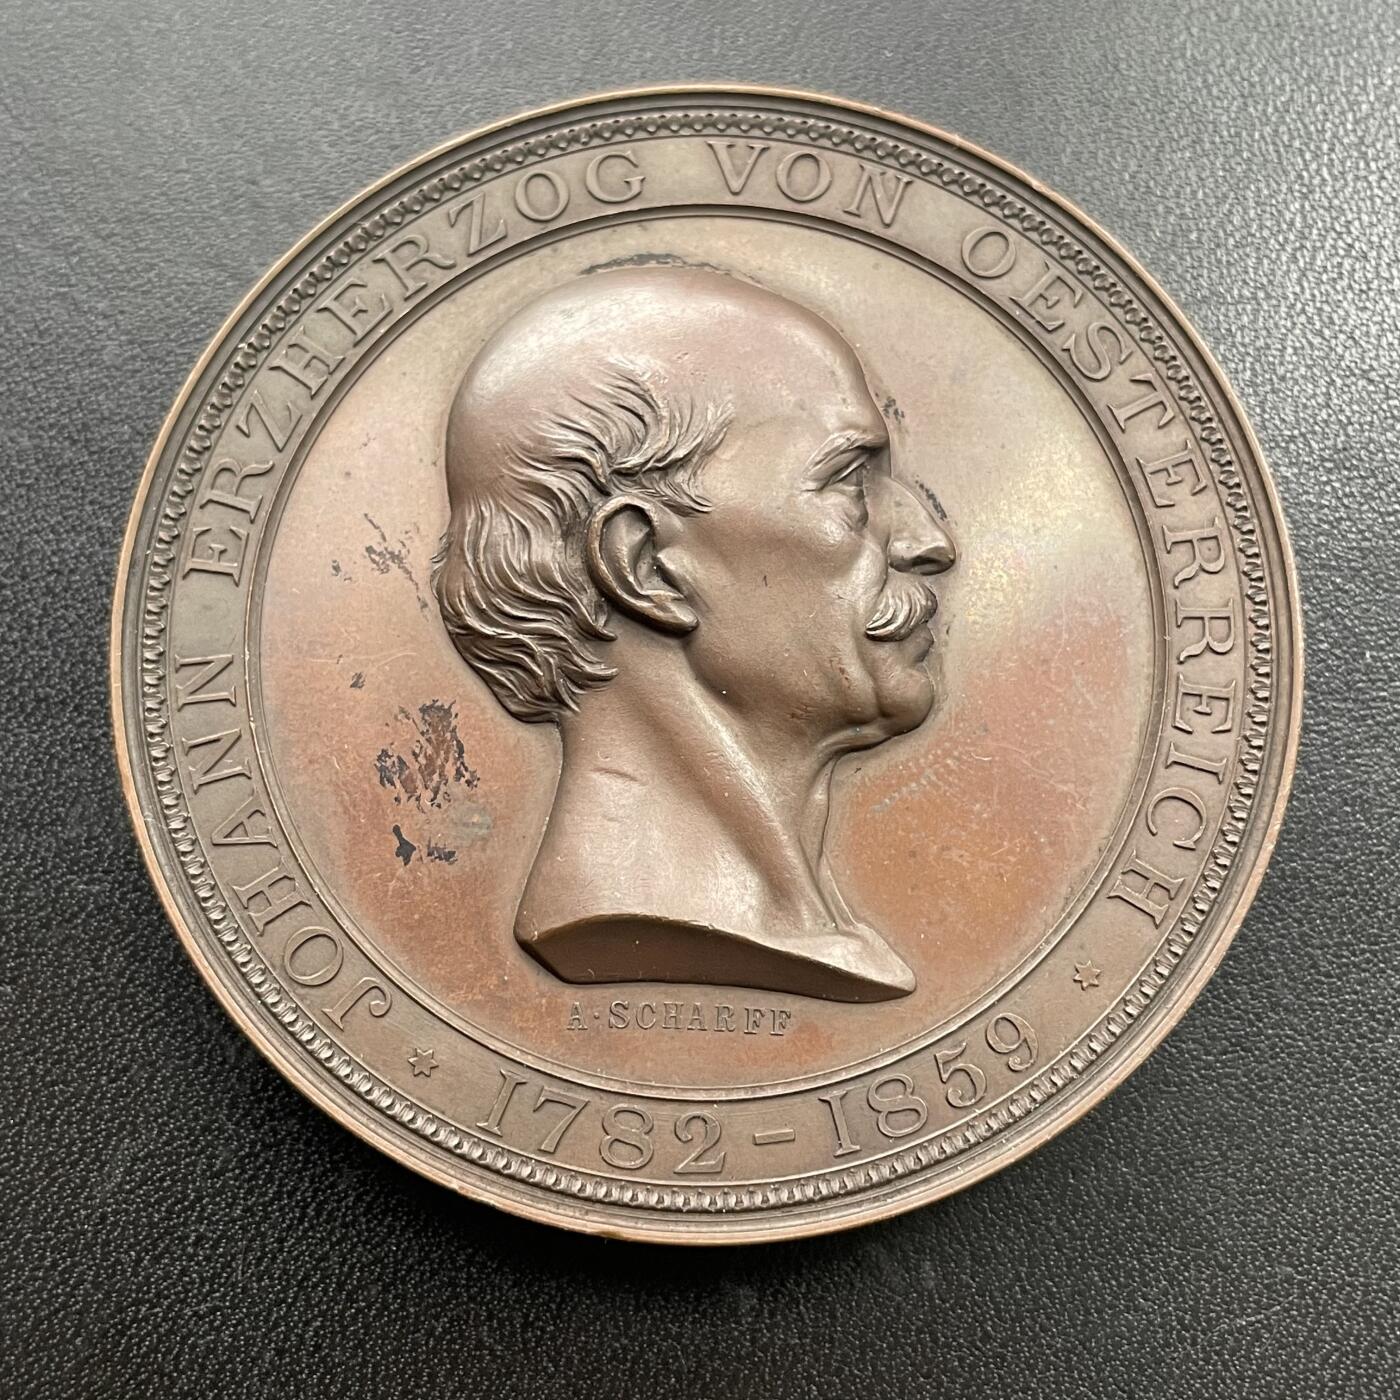 JOHANN ERZHERZOG VON OESTERREICH
A·SCHARFF
1782-1859